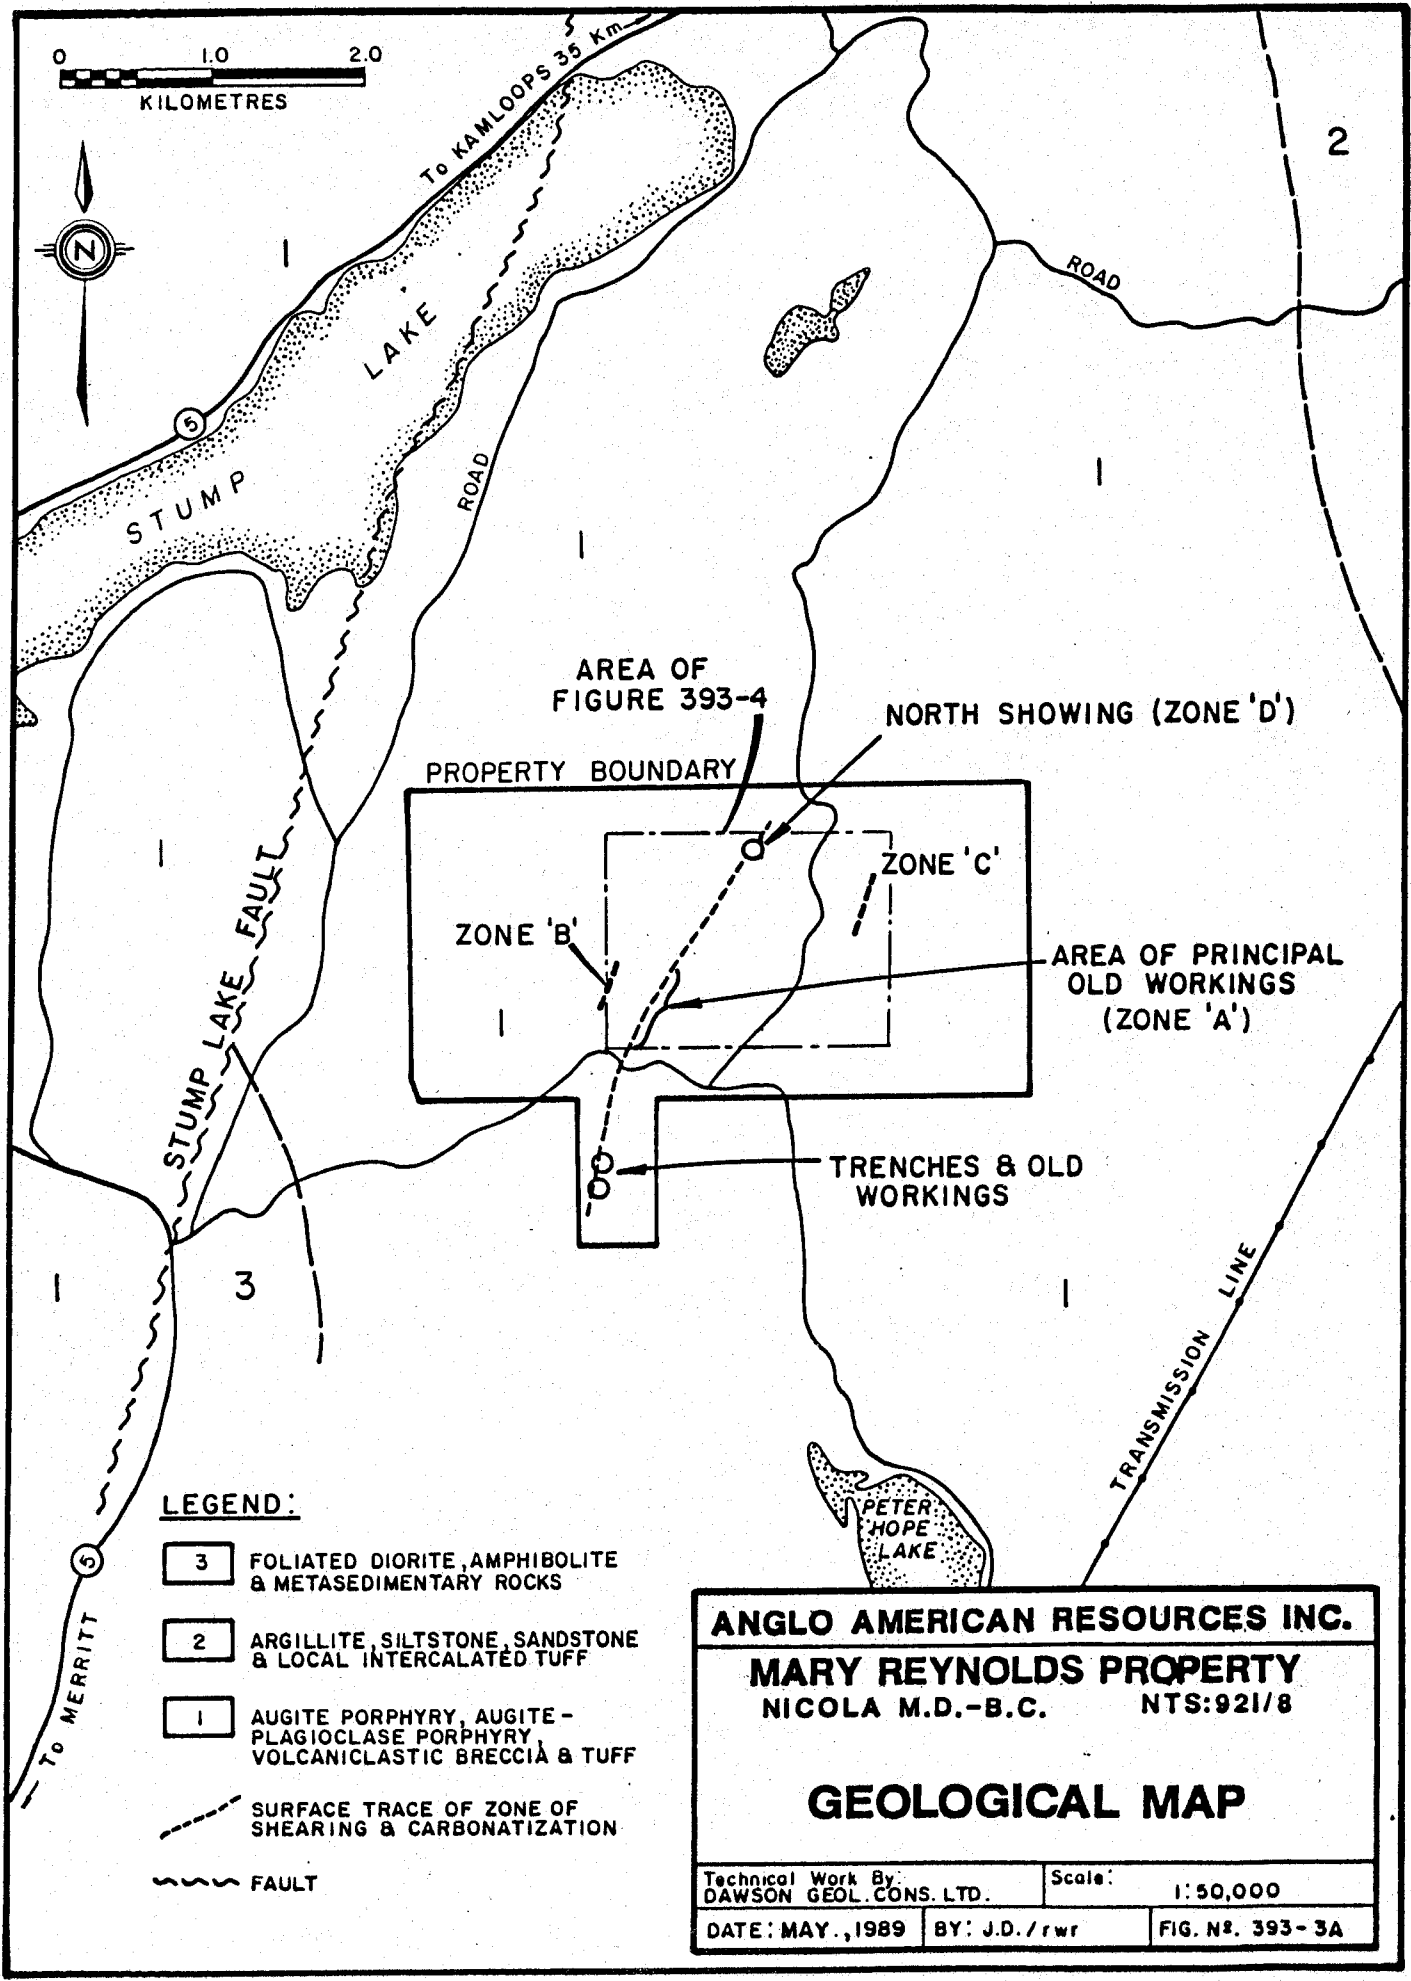 0 1.0 2.0
KILOMETRES
To KAMLOOPS 35 Km
N
2
1
ROAD
STUMP LAKE
5
ROAD
1
1
AREA OF
FIGURE 393-4
NORTH SHOWING (ZONE 'D')
PROPERTY BOUNDARY
1
ZONE 'C'
STUMP LAKE FAULT
ZONE 'B'
AREA OF PRINCIPAL
OLD WORKINGS
(ZONE 'A')
1
TRENCHES & OLD
WORKINGS
1
3
1
TRANSMISSION LINE
PETER
HOPE
LAKE
5
To MERRITT
LEGEND:
3 FOLIATED DIORITE, AMPHIBOLITE
& METASEDIMENTARY ROCKS
2 ARGILLITE, SILTSTONE, SANDSTONE
& LOCAL INTERCALATED TUFF
1 AUGITE PORPHYRY, AUGITE-
PLAGIOCLASE PORPHYRY,
VOLCANICLASTIC BRECCIA & TUFF
SURFACE TRACE OF ZONE OF
SHEARING & CARBONATIZATION
FAULT
ANGLO AMERICAN RESOURCES INC.
MARY REYNOLDS PROPERTY
NICOLA M.D.-B.C. NTS:92I/8
GEOLOGICAL MAP
Technical Work By:
DAWSON GEOL. CONS. LTD.
Scale:
1:50,000
DATE: MAY., 1989 BY: J.D./rwr FIG. Nº. 393-3A